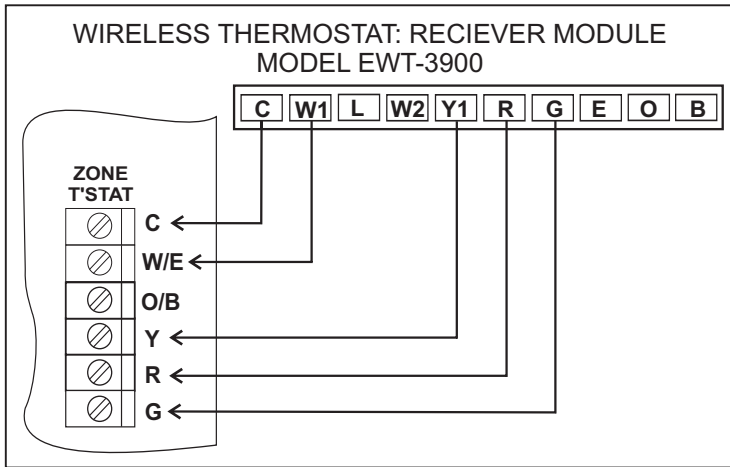 WIRELESS THERMOSTAT: RECIEVER MODULE
MODEL EWT-3900
C W1 L W2 Y1 R G E O B
ZONE
T'STAT
C
W/E
O/B
Y
R
G